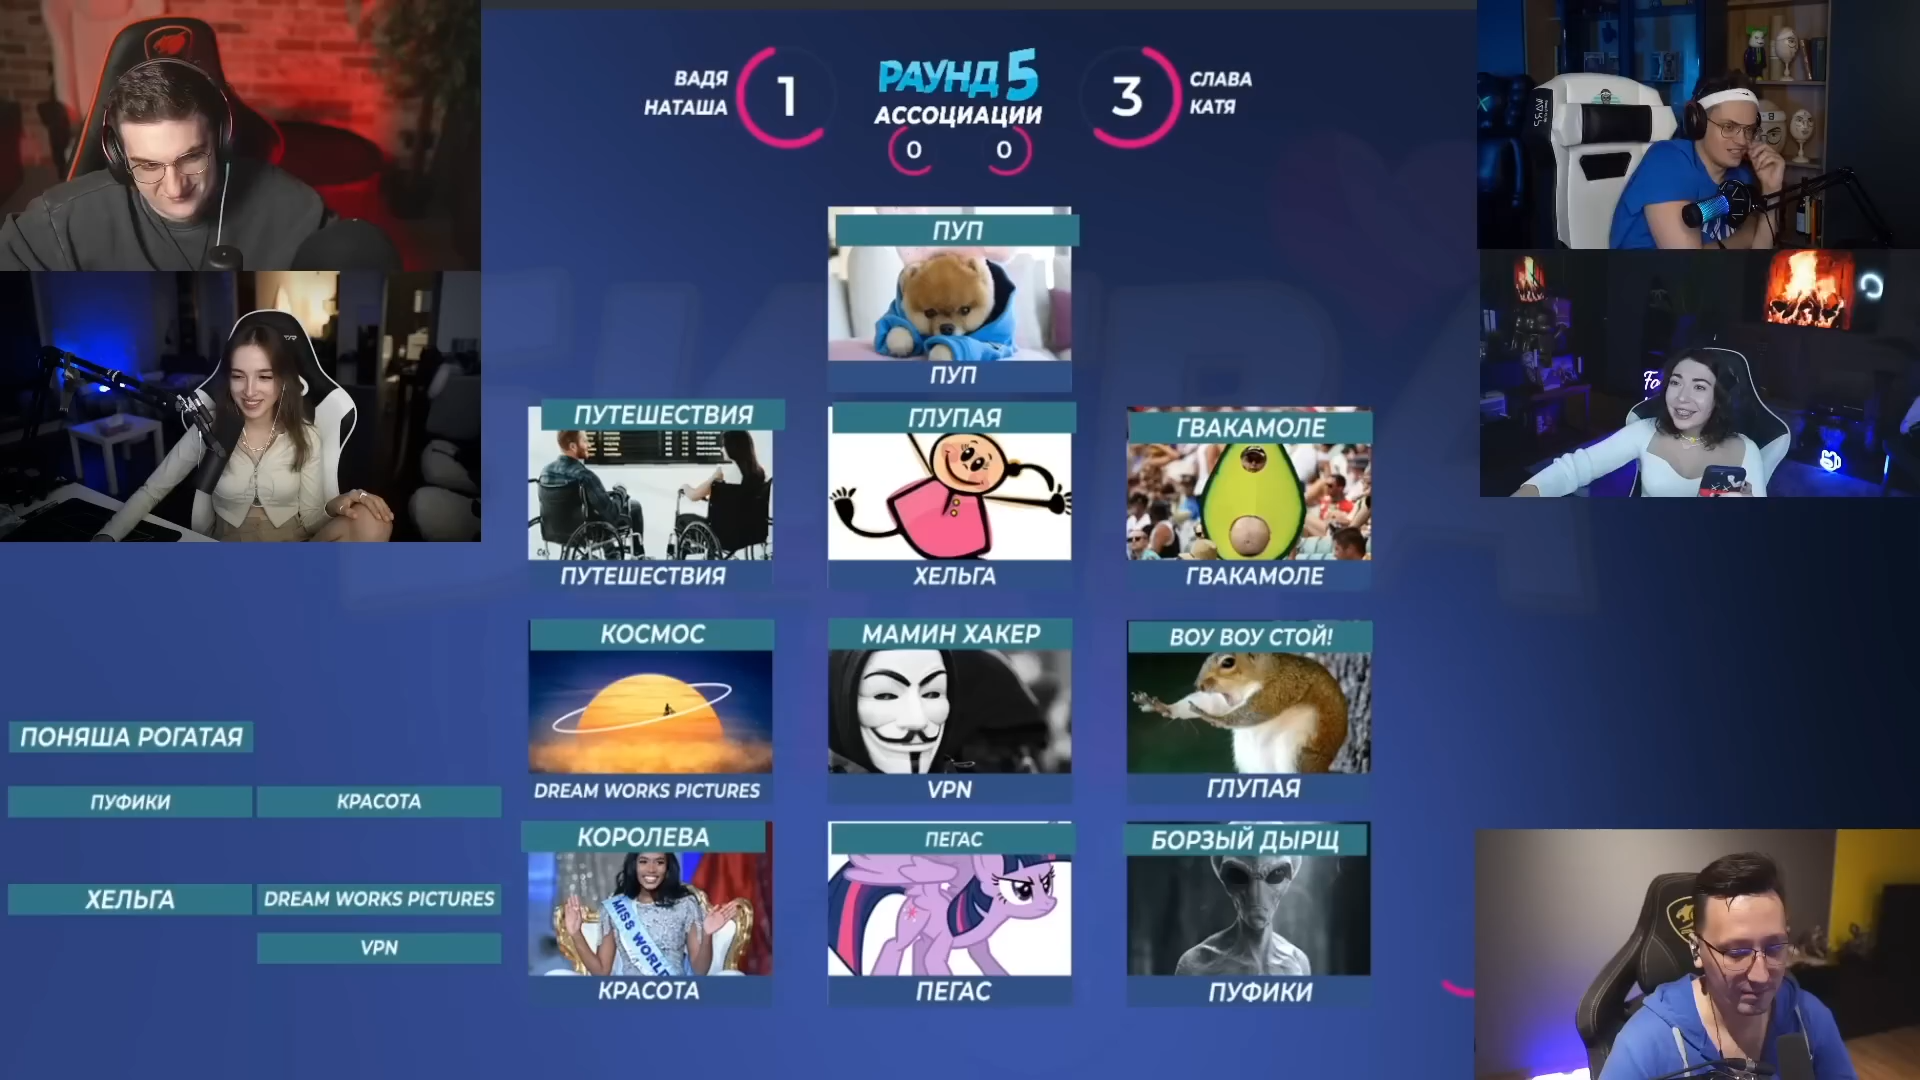 ВАДЯ
НАТАША
1
РАУНД 5
АССОЦИАЦИИ
0
0
3
СЛАВА
КАТЯ
ПУП
ПУП
ПУТЕШЕСТВИЯ
ГЛУПАЯ
ГВАКАМОЛЕ
ПУТЕШЕСТВИЯ
ХЕЛЬГА
ГВАКАМОЛЕ
КОСМОС
МАМИН ХАКЕР
ВОУ ВОУ СТОЙ!
DREAM WORKS PICTURES
VPN
ГЛУПАЯ
ПОНЯША РОГАТАЯ
ПУФИКИ
КРАСОТА
ХЕЛЬГА
DREAM WORKS PICTURES
VPN
КОРОЛЕВА
ПЕГАС
БОРЗЫЙ ДЫРЩ
MISS WORLD
КРАСОТА
ПЕГАС
ПУФИКИ